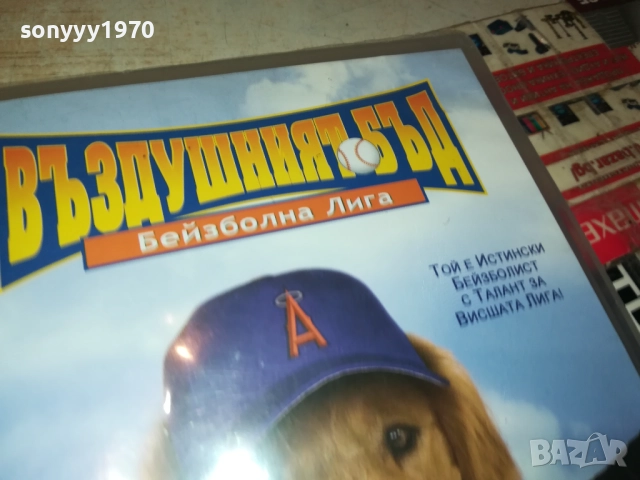 sonyyy1970
ВЪЗДУШНИЯТ БЪД
Бейзболна Лига
Той е Истински
Бейзболист
с Талант за
Висшата Лига!
A
BAZAR